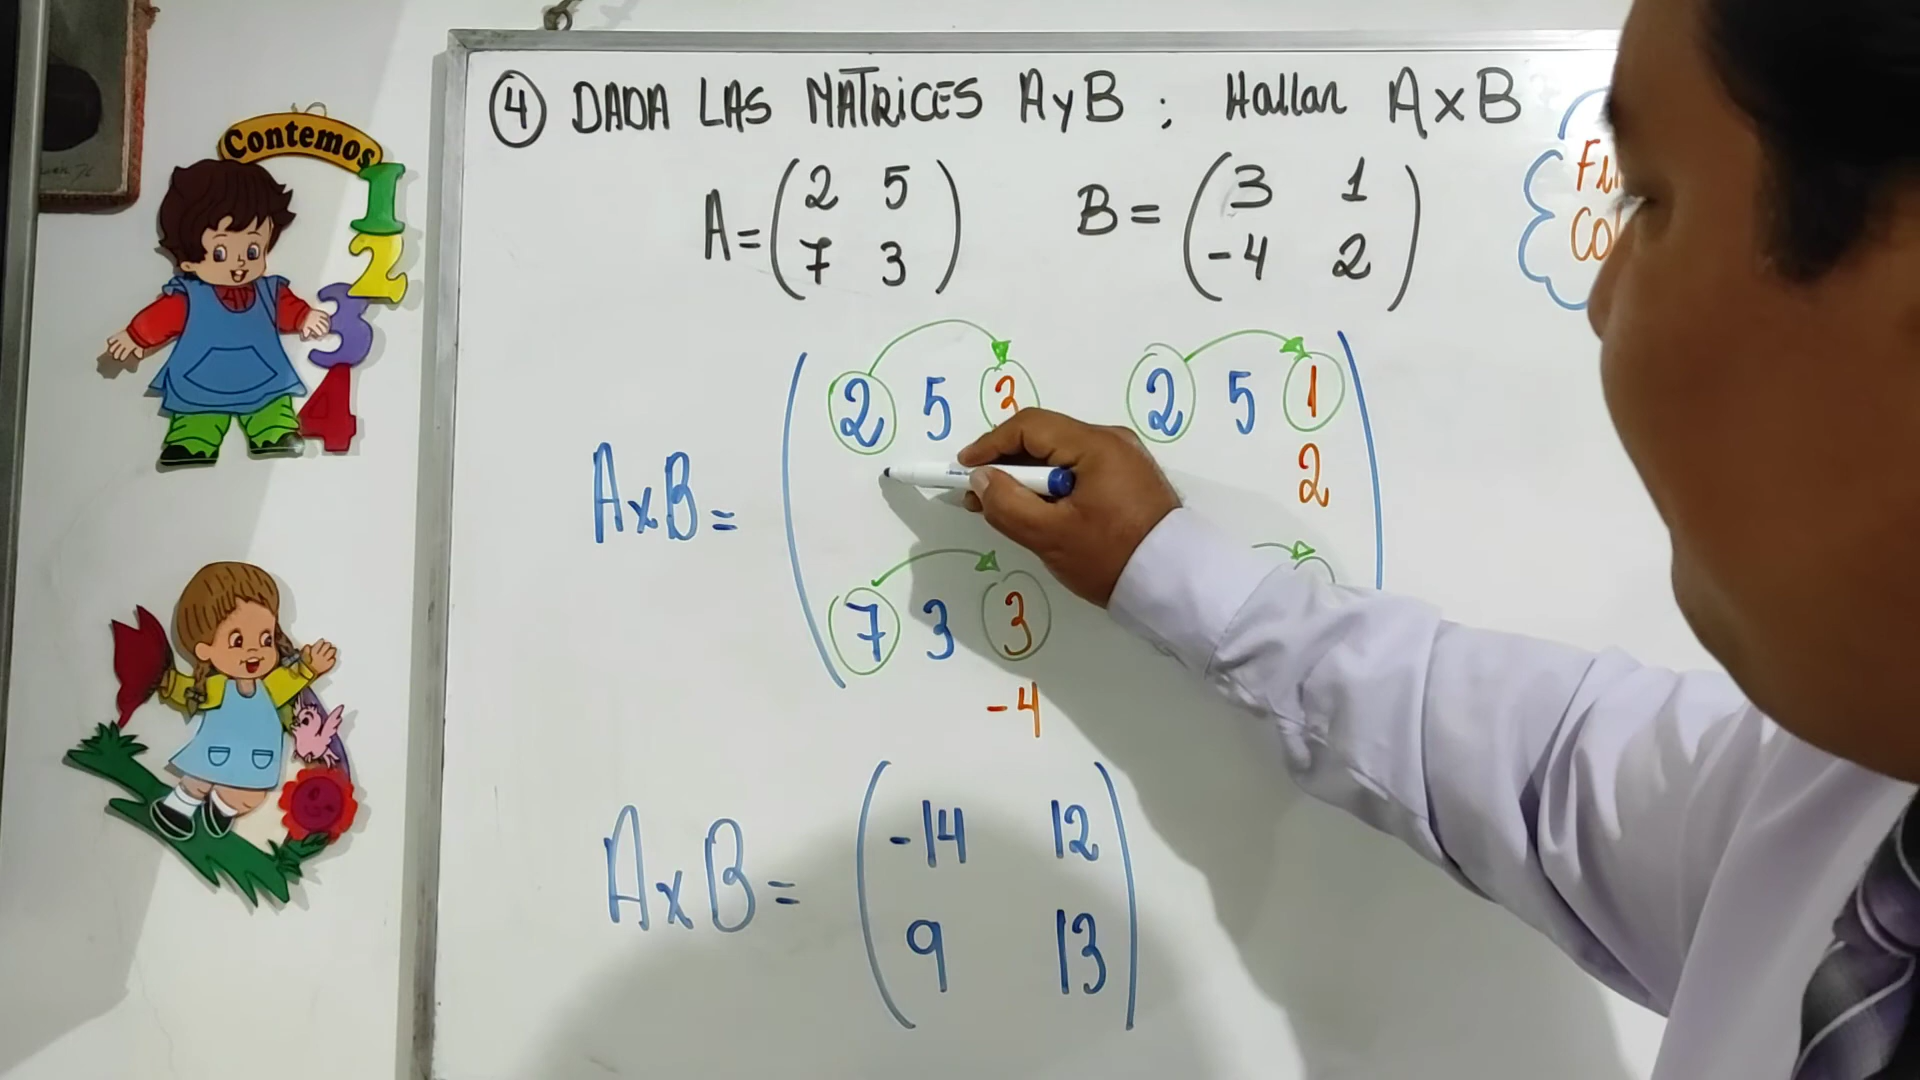 Contemos
1
2
3
4
④ DADA LAS MATRICES A y B : Hallar A x B
A = ( 2 5
7 3 )
B = ( 3 1
-4 2 )
2 5 3 2 5 1
2
A x B =
7 3 3
-4
A x B = ( -14 12
9 13 )